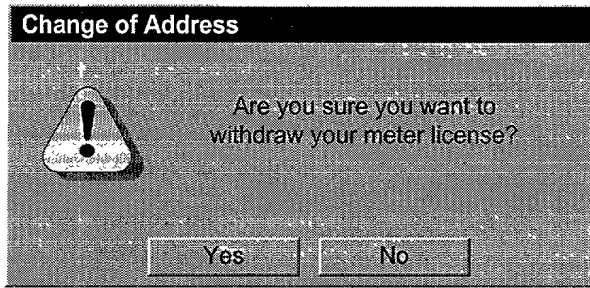 Change of Address
Are you sure you want to
withdraw your meter license?
Yes
No